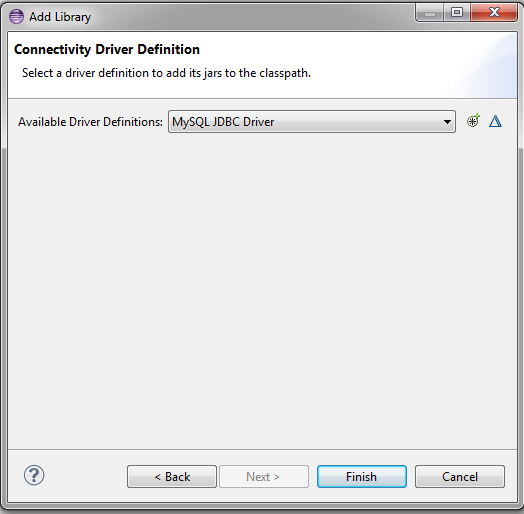 Add Library
Connectivity Driver Definition
Select a driver definition to add its jars to the classpath.
Available Driver Definitions: MySQL JDBC Driver
? < Back Next > Finish Cancel